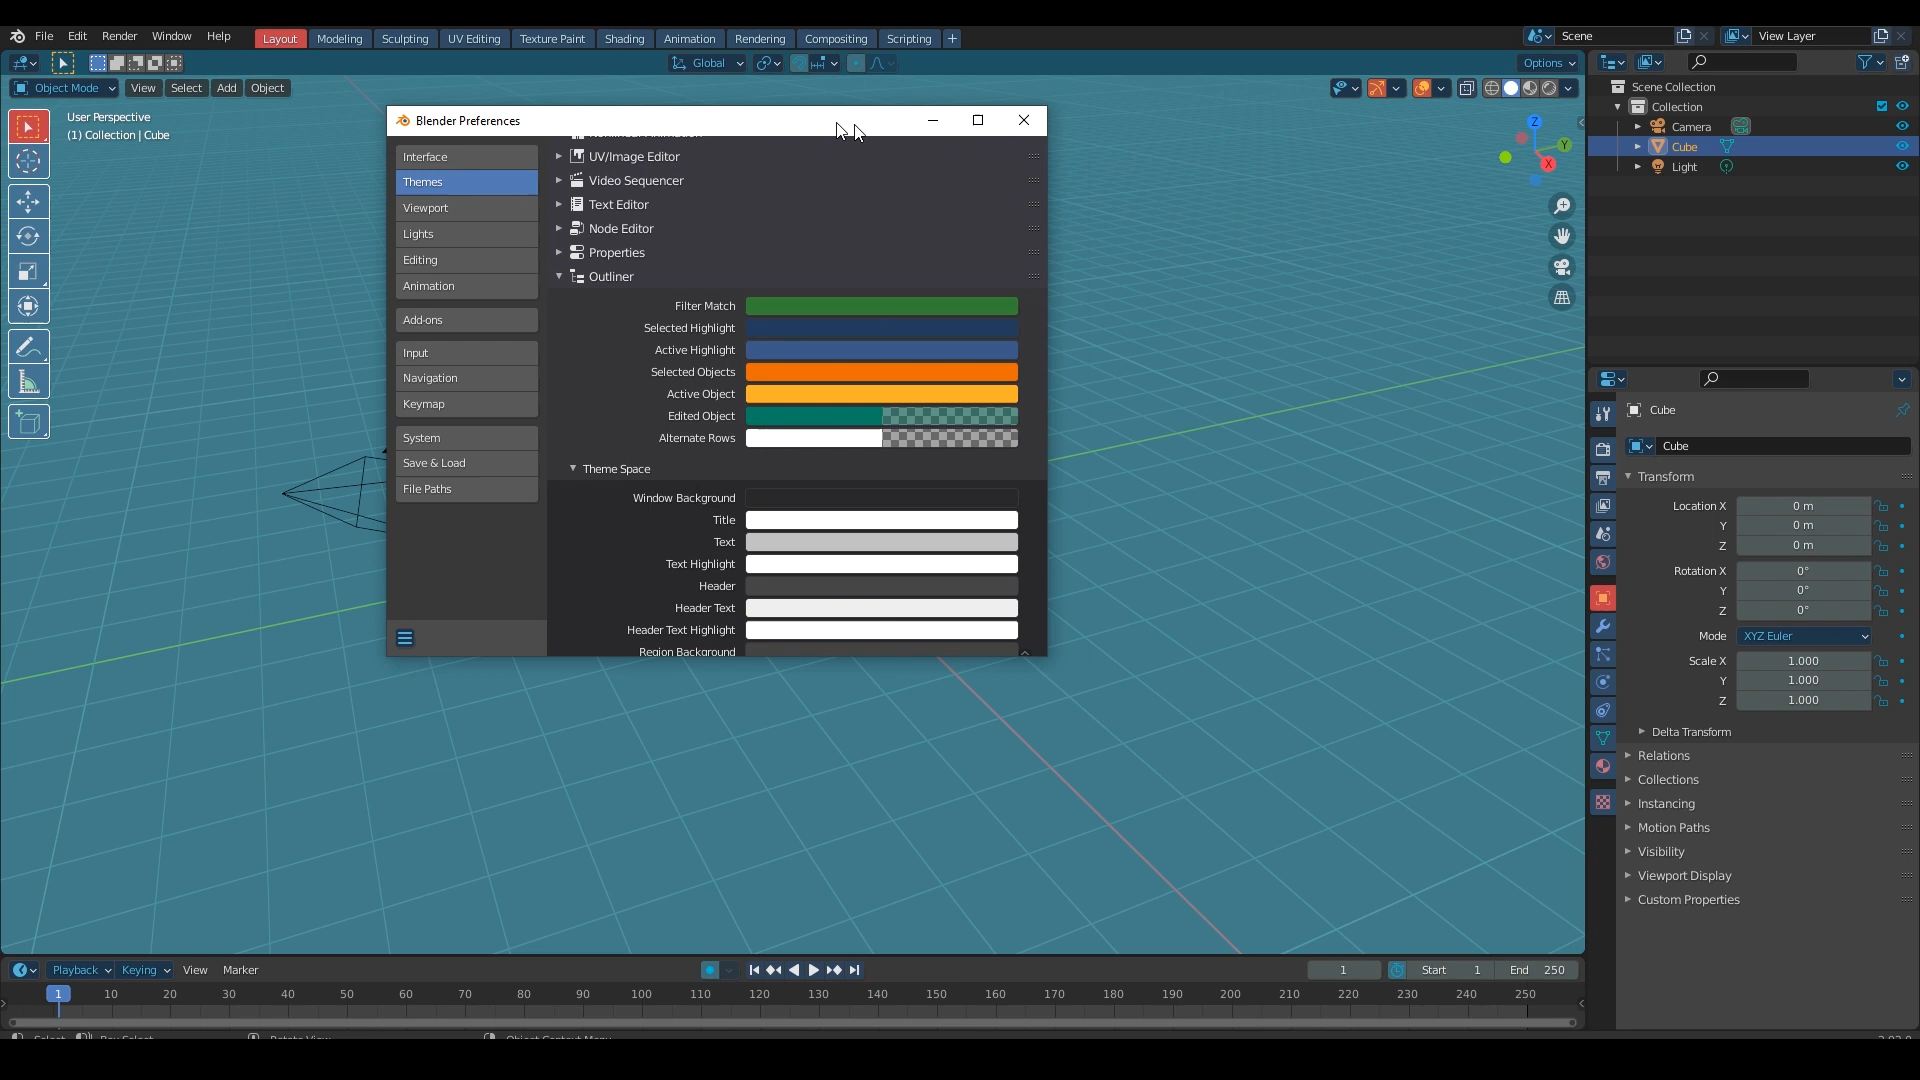 File Edit Render Window Help Layout Modeling Sculpting UV Editing Texture Paint Shading Animation Rendering Compositing Scripting + Scene View Layer
Global Options
Object Mode View Select Add Object
User Perspective
(1) Collection | Cube
Z
Y
X
Blender Preferences
Interface
Themes
Viewport
Lights
Editing
Animation
Add-ons
Input
Navigation
Keymap
System
Save & Load
File Paths
UV/Image Editor
Video Sequencer
Text Editor
Node Editor
Properties
Outliner
Filter Match
Selected Highlight
Active Highlight
Selected Objects
Active Object
Edited Object
Alternate Rows
Theme Space
Window Background
Title
Text
Text Highlight
Header
Header Text
Header Text Highlight
Region Background
Scene Collection
Collection
Camera
Cube
Light
Cube
Cube
Transform
Location X 0 m
Y 0 m
Z 0 m
Rotation X 0°
Y 0°
Z 0°
Mode XYZ Euler
Scale X 1.000
Y 1.000
Z 1.000
Delta Transform
Relations
Collections
Instancing
Motion Paths
Visibility
Viewport Display
Custom Properties
Playback Keying View Marker 1 Start 1 End 250
1 10 20 30 40 50 60 70 80 90 100 110 120 130 140 150 160 170 180 190 200 210 220 230 240 250